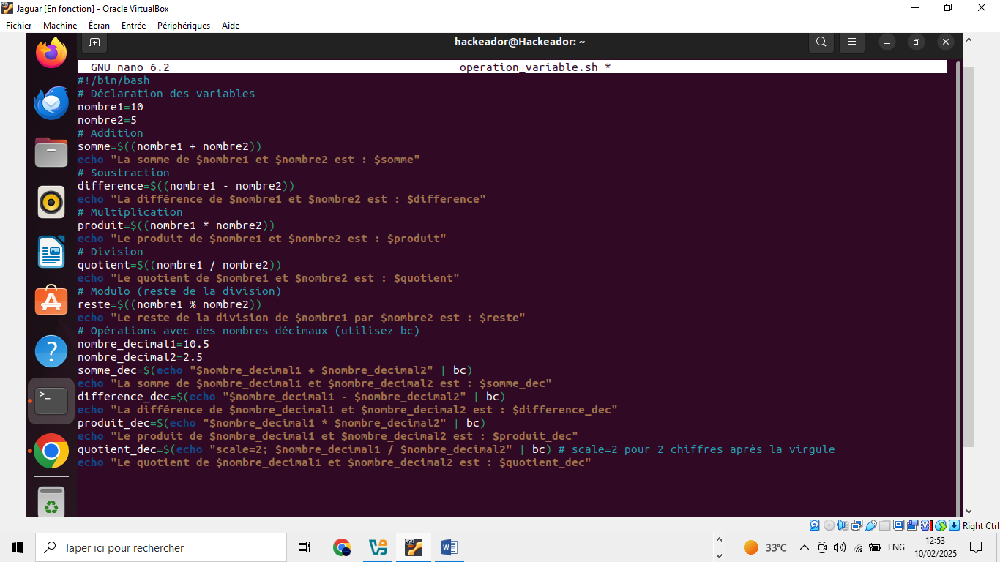 Jaguar [En fonction] - Oracle VirtualBox
Fichier Machine Écran Entrée Périphériques Aide
hackeador@Hackeador: ~
GNU nano 6.2 operation_variable.sh *
#!/bin/bash
# Déclaration des variables
nombre1=10
nombre2=5
# Addition
somme=$((nombre1 + nombre2))
echo "La somme de $nombre1 et $nombre2 est : $somme"
# Soustraction
difference=$((nombre1 - nombre2))
echo "La différence de $nombre1 et $nombre2 est : $difference"
# Multiplication
produit=$((nombre1 * nombre2))
echo "Le produit de $nombre1 et $nombre2 est : $produit"
# Division
quotient=$((nombre1 / nombre2))
echo "Le quotient de $nombre1 et $nombre2 est : $quotient"
# Modulo (reste de la division)
reste=$((nombre1 % nombre2))
echo "Le reste de la division de $nombre1 par $nombre2 est : $reste"
# Opérations avec des nombres décimaux (utilisez bc)
nombre_decimal1=10.5
nombre_decimal2=2.5
somme_dec=$(echo "$nombre_decimal1 + $nombre_decimal2" | bc)
echo "La somme de $nombre_decimal1 et $nombre_decimal2 est : $somme_dec"
difference_dec=$(echo "$nombre_decimal1 - $nombre_decimal2" | bc)
echo "La différence de $nombre_decimal1 et $nombre_decimal2 est : $difference_dec"
produit_dec=$(echo "$nombre_decimal1 * $nombre_decimal2" | bc)
echo "Le produit de $nombre_decimal1 et $nombre_decimal2 est : $produit_dec"
quotient_dec=$(echo "scale=2; $nombre_decimal1 / $nombre_decimal2" | bc) # scale=2 pour 2 chiffres après la virgule
echo "Le quotient de $nombre_decimal1 et $nombre_decimal2 est : $quotient_dec"
Right Ctrl
Taper ici pour rechercher
33°C
ENG
12:53
10/02/2025